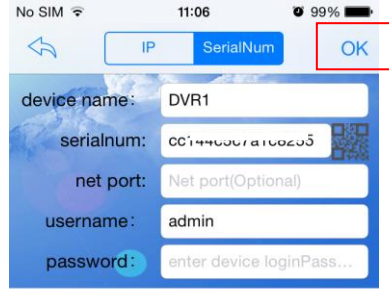 No SIM 11:06 99%
IP SerialNum OK
device name: DVR1
serialnum:
net port: Net port(Optional)
username: admin
password: enter device loginPass...